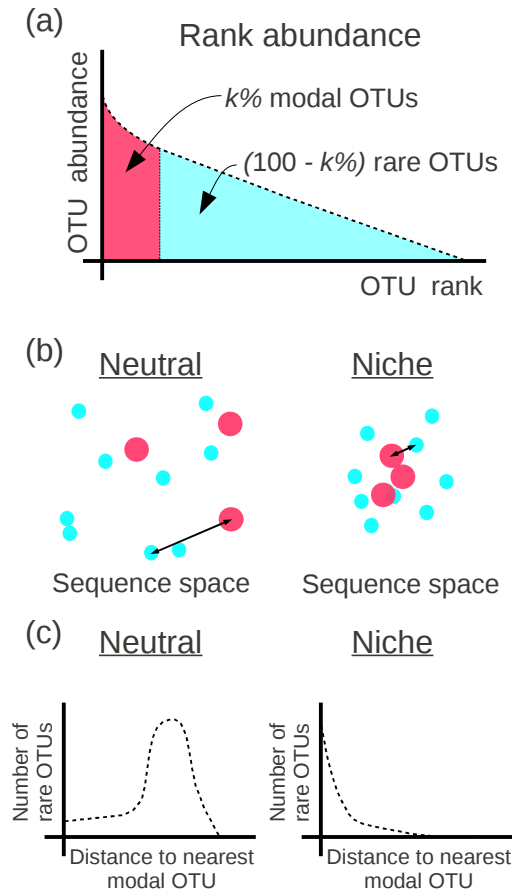 (a)
Rank abundance
OTU abundance
k% modal OTUs
(100 - k%) rare OTUs
OTU rank
(b)
Neutral
Niche
Sequence space
Sequence space
(c)
Neutral
Niche
Number of
rare OTUs
Distance to nearest
modal OTU
Number of
rare OTUs
Distance to nearest
modal OTU